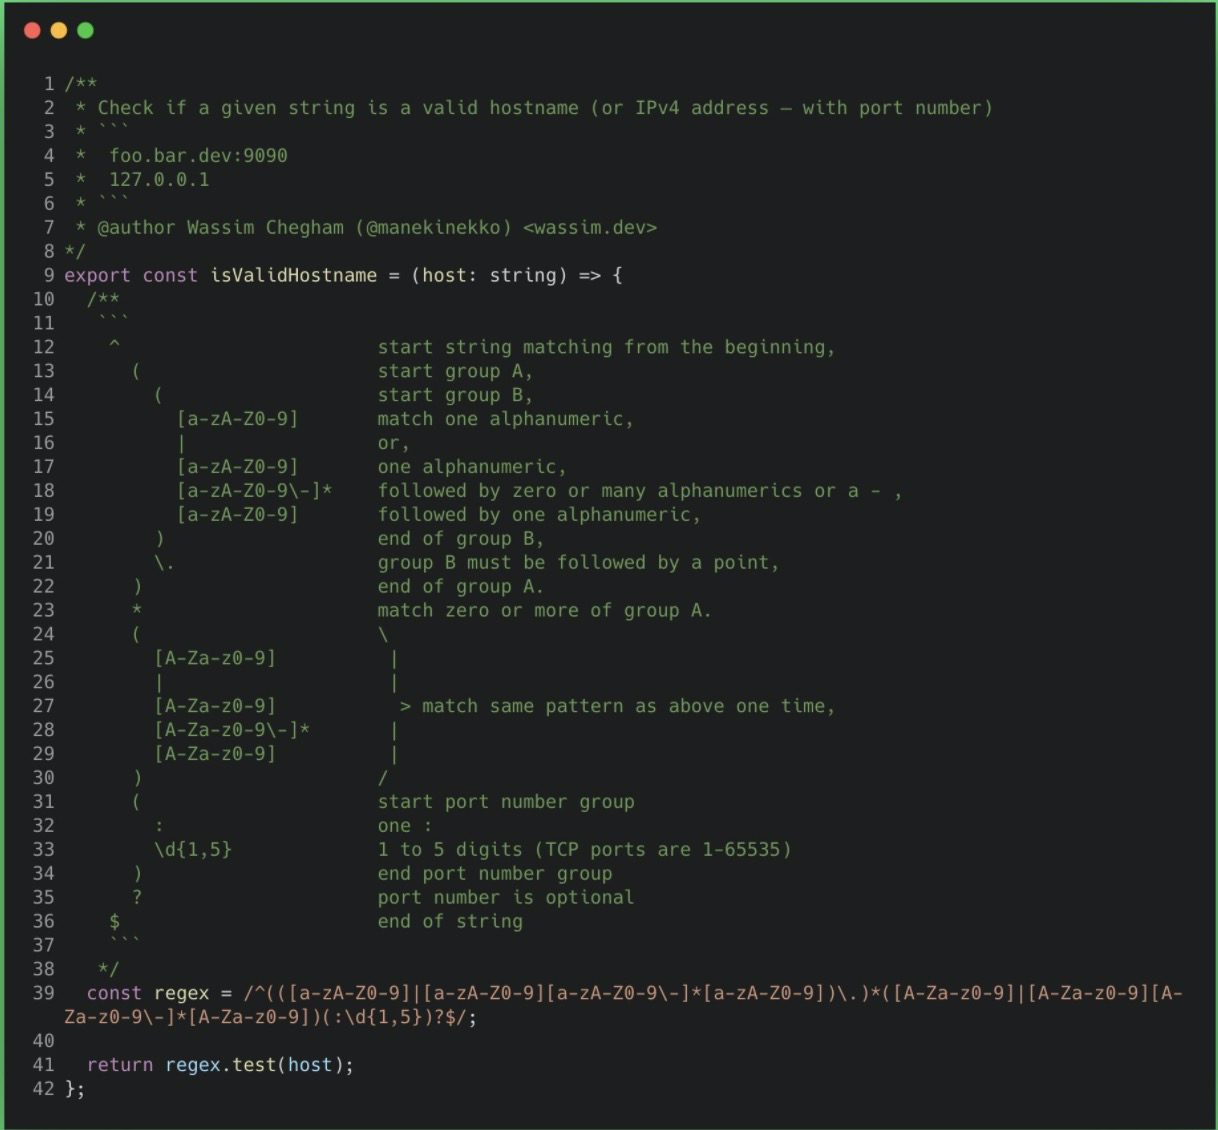 1 /**
2  * Check if a given string is a valid hostname (or IPv4 address – with port number)
3  * ```
4  *  foo.bar.dev:9090
5  *  127.0.0.1
6  * ```
7  * @author Wassim Chegham (@manekinekko) <wassim.dev>
8 */
9 export const isValidHostname = (host: string) => {
10   /**
11    ```
12     ^                       start string matching from the beginning,
13       (                     start group A,
14         (                   start group B,
15           [a-zA-Z0-9]       match one alphanumeric,
16           |                 or,
17           [a-zA-Z0-9]       one alphanumeric,
18           [a-zA-Z0-9\-]*    followed by zero or many alphanumerics or a - ,
19           [a-zA-Z0-9]       followed by one alphanumeric,
20         )                   end of group B,
21         \.                  group B must be followed by a point,
22       )                     end of group A.
23       *                     match zero or more of group A.
24       (                     \
25         [A-Za-z0-9]          |
26         |                    |
27         [A-Za-z0-9]           > match same pattern as above one time,
28         [A-Za-z0-9\-]*       |
29         [A-Za-z0-9]          |
30       )                     /
31       (                     start port number group
32         :                   one :
33         \d{1,5}             1 to 5 digits (TCP ports are 1-65535)
34       )                     end port number group
35       ?                     port number is optional
36     $                       end of string
37     ```
38    */
39   const regex = /^(([a-zA-Z0-9]|[a-zA-Z0-9][a-zA-Z0-9\-]*[a-zA-Z0-9])\.)*([A-Za-z0-9]|[A-Za-z0-9][A-
Za-z0-9\-]*[A-Za-z0-9])(:\d{1,5})?$/;
40
41   return regex.test(host);
42 };